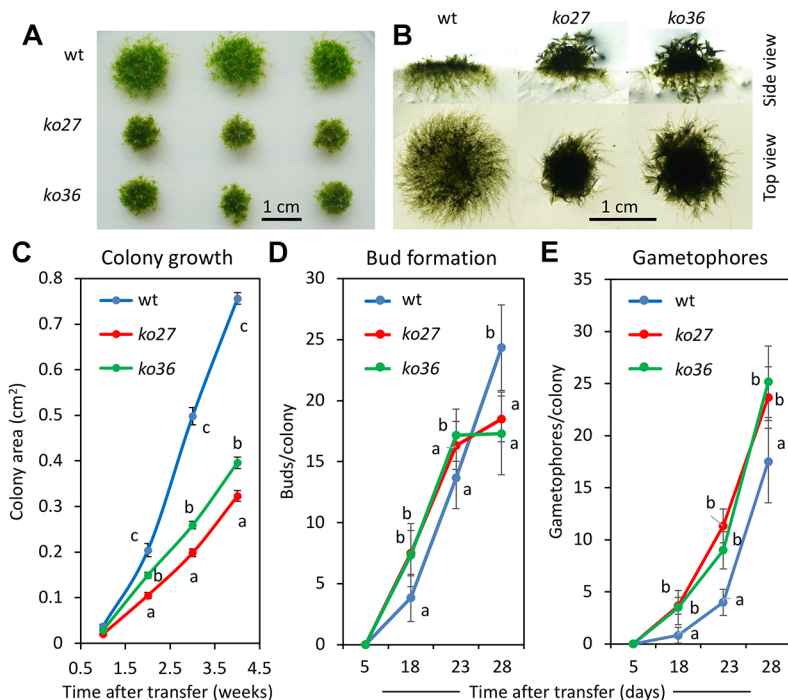 A
wt
ko27
ko36
1 cm
B
wt
ko27
ko36
Side view
Top view
1 cm
C
Colony growth
Colony area (cm²)
0.8
0.7
0.6
0.5
0.4
0.3
0.2
0.1
0
wt
ko27
ko36
c
c
c
b
b
b
a
a
a
0.5
1.5
2.5
3.5
4.5
Time after transfer (weeks)
D
Bud formation
Buds/colony
30
25
20
15
10
5
0
wt
ko27
ko36
b
a
a
b
a
a
b
b
a
5
18
23
28
E
Gametophores
Gametophores/colony
35
30
25
20
15
10
5
0
wt
ko27
ko36
b
b
a
b
b
a
b
b
a
5
18
23
28
Time after transfer (days)